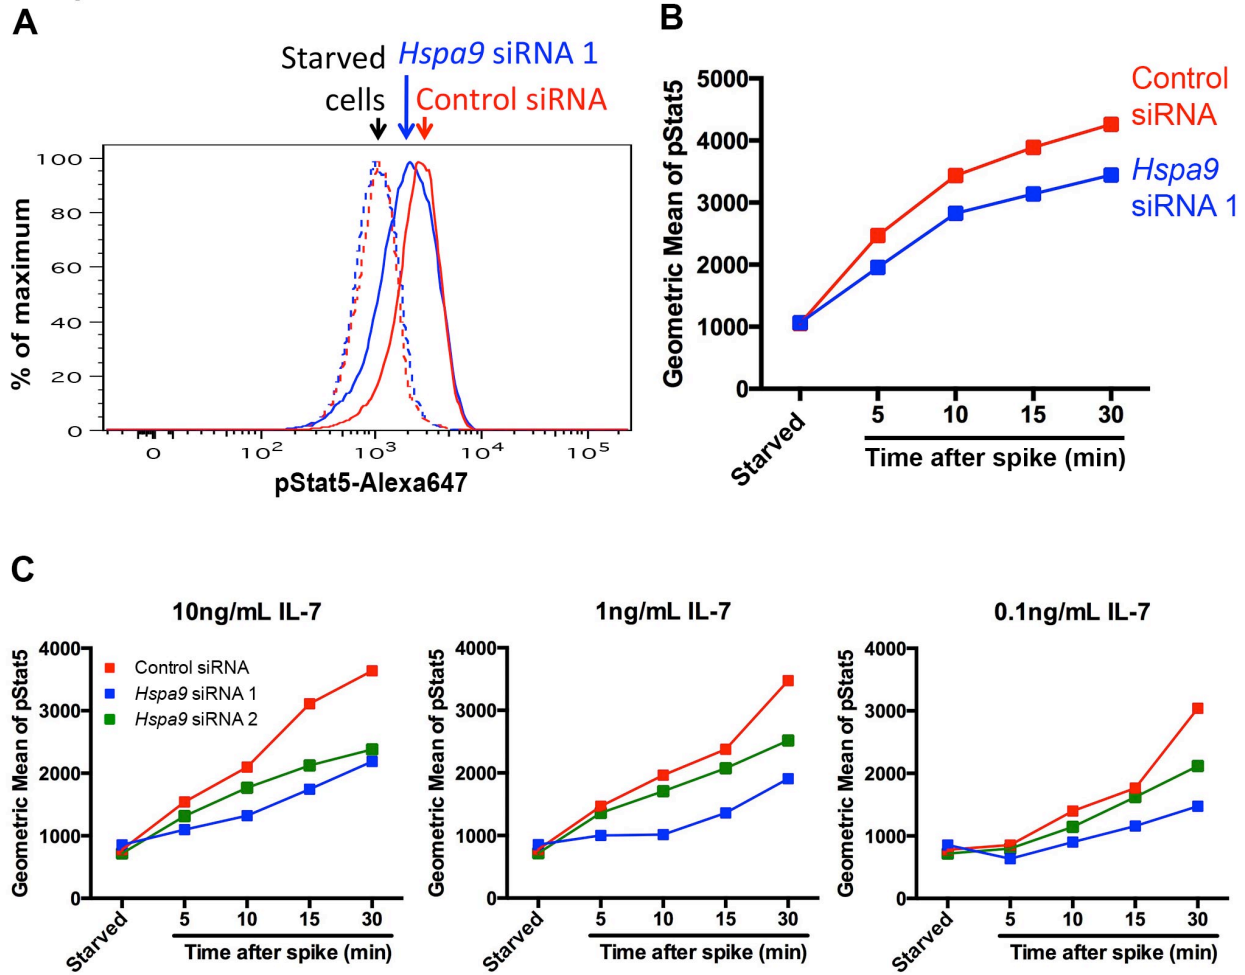 A
Starved Hspa9 siRNA 1
cells Control siRNA
100
80
60
40
20
0
% of maximum
0 10² 10³ 10⁴ 10⁵
pStat5-Alexa647
B
Geometric Mean of pStat5
5000
4000
3000
2000
1000
0
Control
siRNA
Hspa9
siRNA 1
Starved 5 10 15 30
Time after spike (min)
C
10ng/mL IL-7
Geometric Mean of pStat5
4000
3000
2000
1000
0
Control siRNA
Hspa9 siRNA 1
Hspa9 siRNA 2
Starved 5 10 15 30
Time after spike (min)
1ng/mL IL-7
Geometric Mean of pStat5
4000
3000
2000
1000
0
Starved 5 10 15 30
Time after spike (min)
0.1ng/mL IL-7
Geometric Mean of pStat5
4000
3000
2000
1000
0
Starved 5 10 15 30
Time after spike (min)